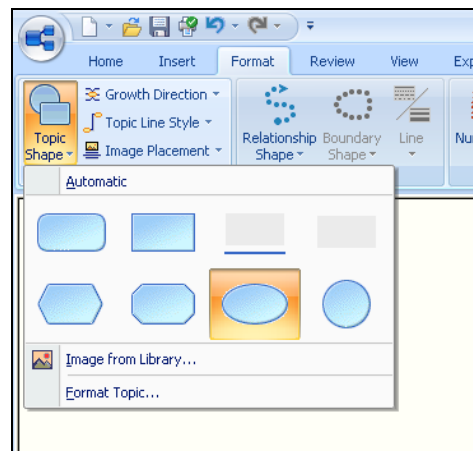 Home Insert Format Review View Exp
Growth Direction
Topic Line Style
Image Placement
Topic Shape
Relationship Shape
Boundary Shape
Line
Nu
Automatic
Image from Library...
Format Topic...